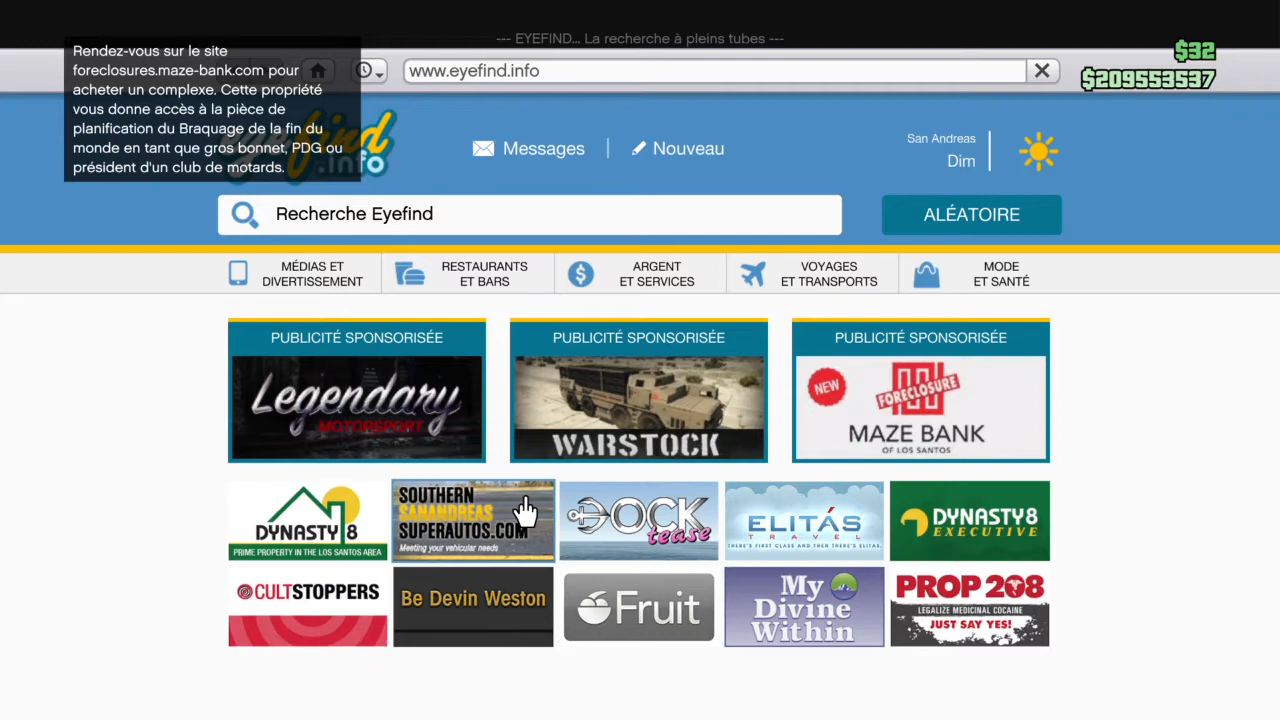 --- EYEFIND... La recherche à pleins tubes ---
Rendez-vous sur le site
foreclosures.maze-bank.com pour
acheter un complexe. Cette propriété
vous donne accès à la pièce de
planification du Braquage de la fin du
monde en tant que gros bonnet, PDG ou
président d'un club de motards.
www.eyefind.info
$32
$209553537
eyefind
.info
Messages
Nouveau
San Andreas
Dim
Recherche Eyefind
ALÉATOIRE
MÉDIAS ET
DIVERTISSEMENT
RESTAURANTS
ET BARS
ARGENT
ET SERVICES
VOYAGES
ET TRANSPORTS
MODE
ET SANTÉ
PUBLICITÉ SPONSORISÉE
Legendary
MOTORSPORT
PUBLICITÉ SPONSORISÉE
WARSTOCK
PUBLICITÉ SPONSORISÉE
NEW
FORECLOSURE
MAZE BANK
OF LOS SANTOS
DYNASTY 8
PRIME PROPERTY IN THE LOS SANTOS AREA
SOUTHERN
SANANDREAS
SUPERAUTOS.COM
Meeting your vehicular needs
DOCK
tease
ELITÁS
TRAVEL
THERE'S FIRST CLASS AND THEN THERE'S ELITAS.
DYNASTY8
EXECUTIVE
CULTSTOPPERS
Be Devin Weston
Fruit
My
Divine
Within
PROP 208
LEGALIZE MEDICINAL COCAINE
JUST SAY YES!